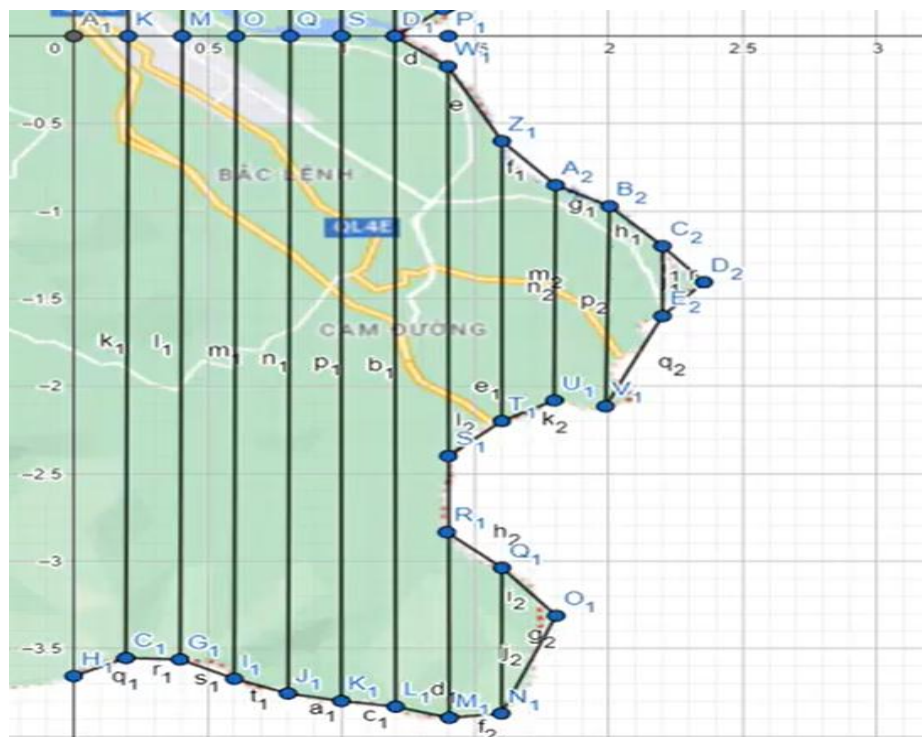 A₁ K M O Q S D₁ P₁
0 0.5 1 1.5 2 2.5 3
W₁
d
e
−0.5
Z₁
f₁ A₂
BẮC LỆNH
g₁ B₂
−1
h₁ C₂
QL4E
D₂
m₂
n₂ p₂ E₂
−1.5
CAM ĐƯỜNG
k₁ l₁ m₁ n₁ p₁ b₁
q₂
−2
e₁ U₁ V₁
T₁ k₂
l₂
S₁
−2.5
R₁
h₂
−3
Q₁
i₂
O₁
g₂
j₂
−3.5
H₁ C₁ G₁ I₁ J₁ K₁ L₁ d₁ M₁ N₁
q₁ r₁ s₁ t₁ a₁ c₁ f₂